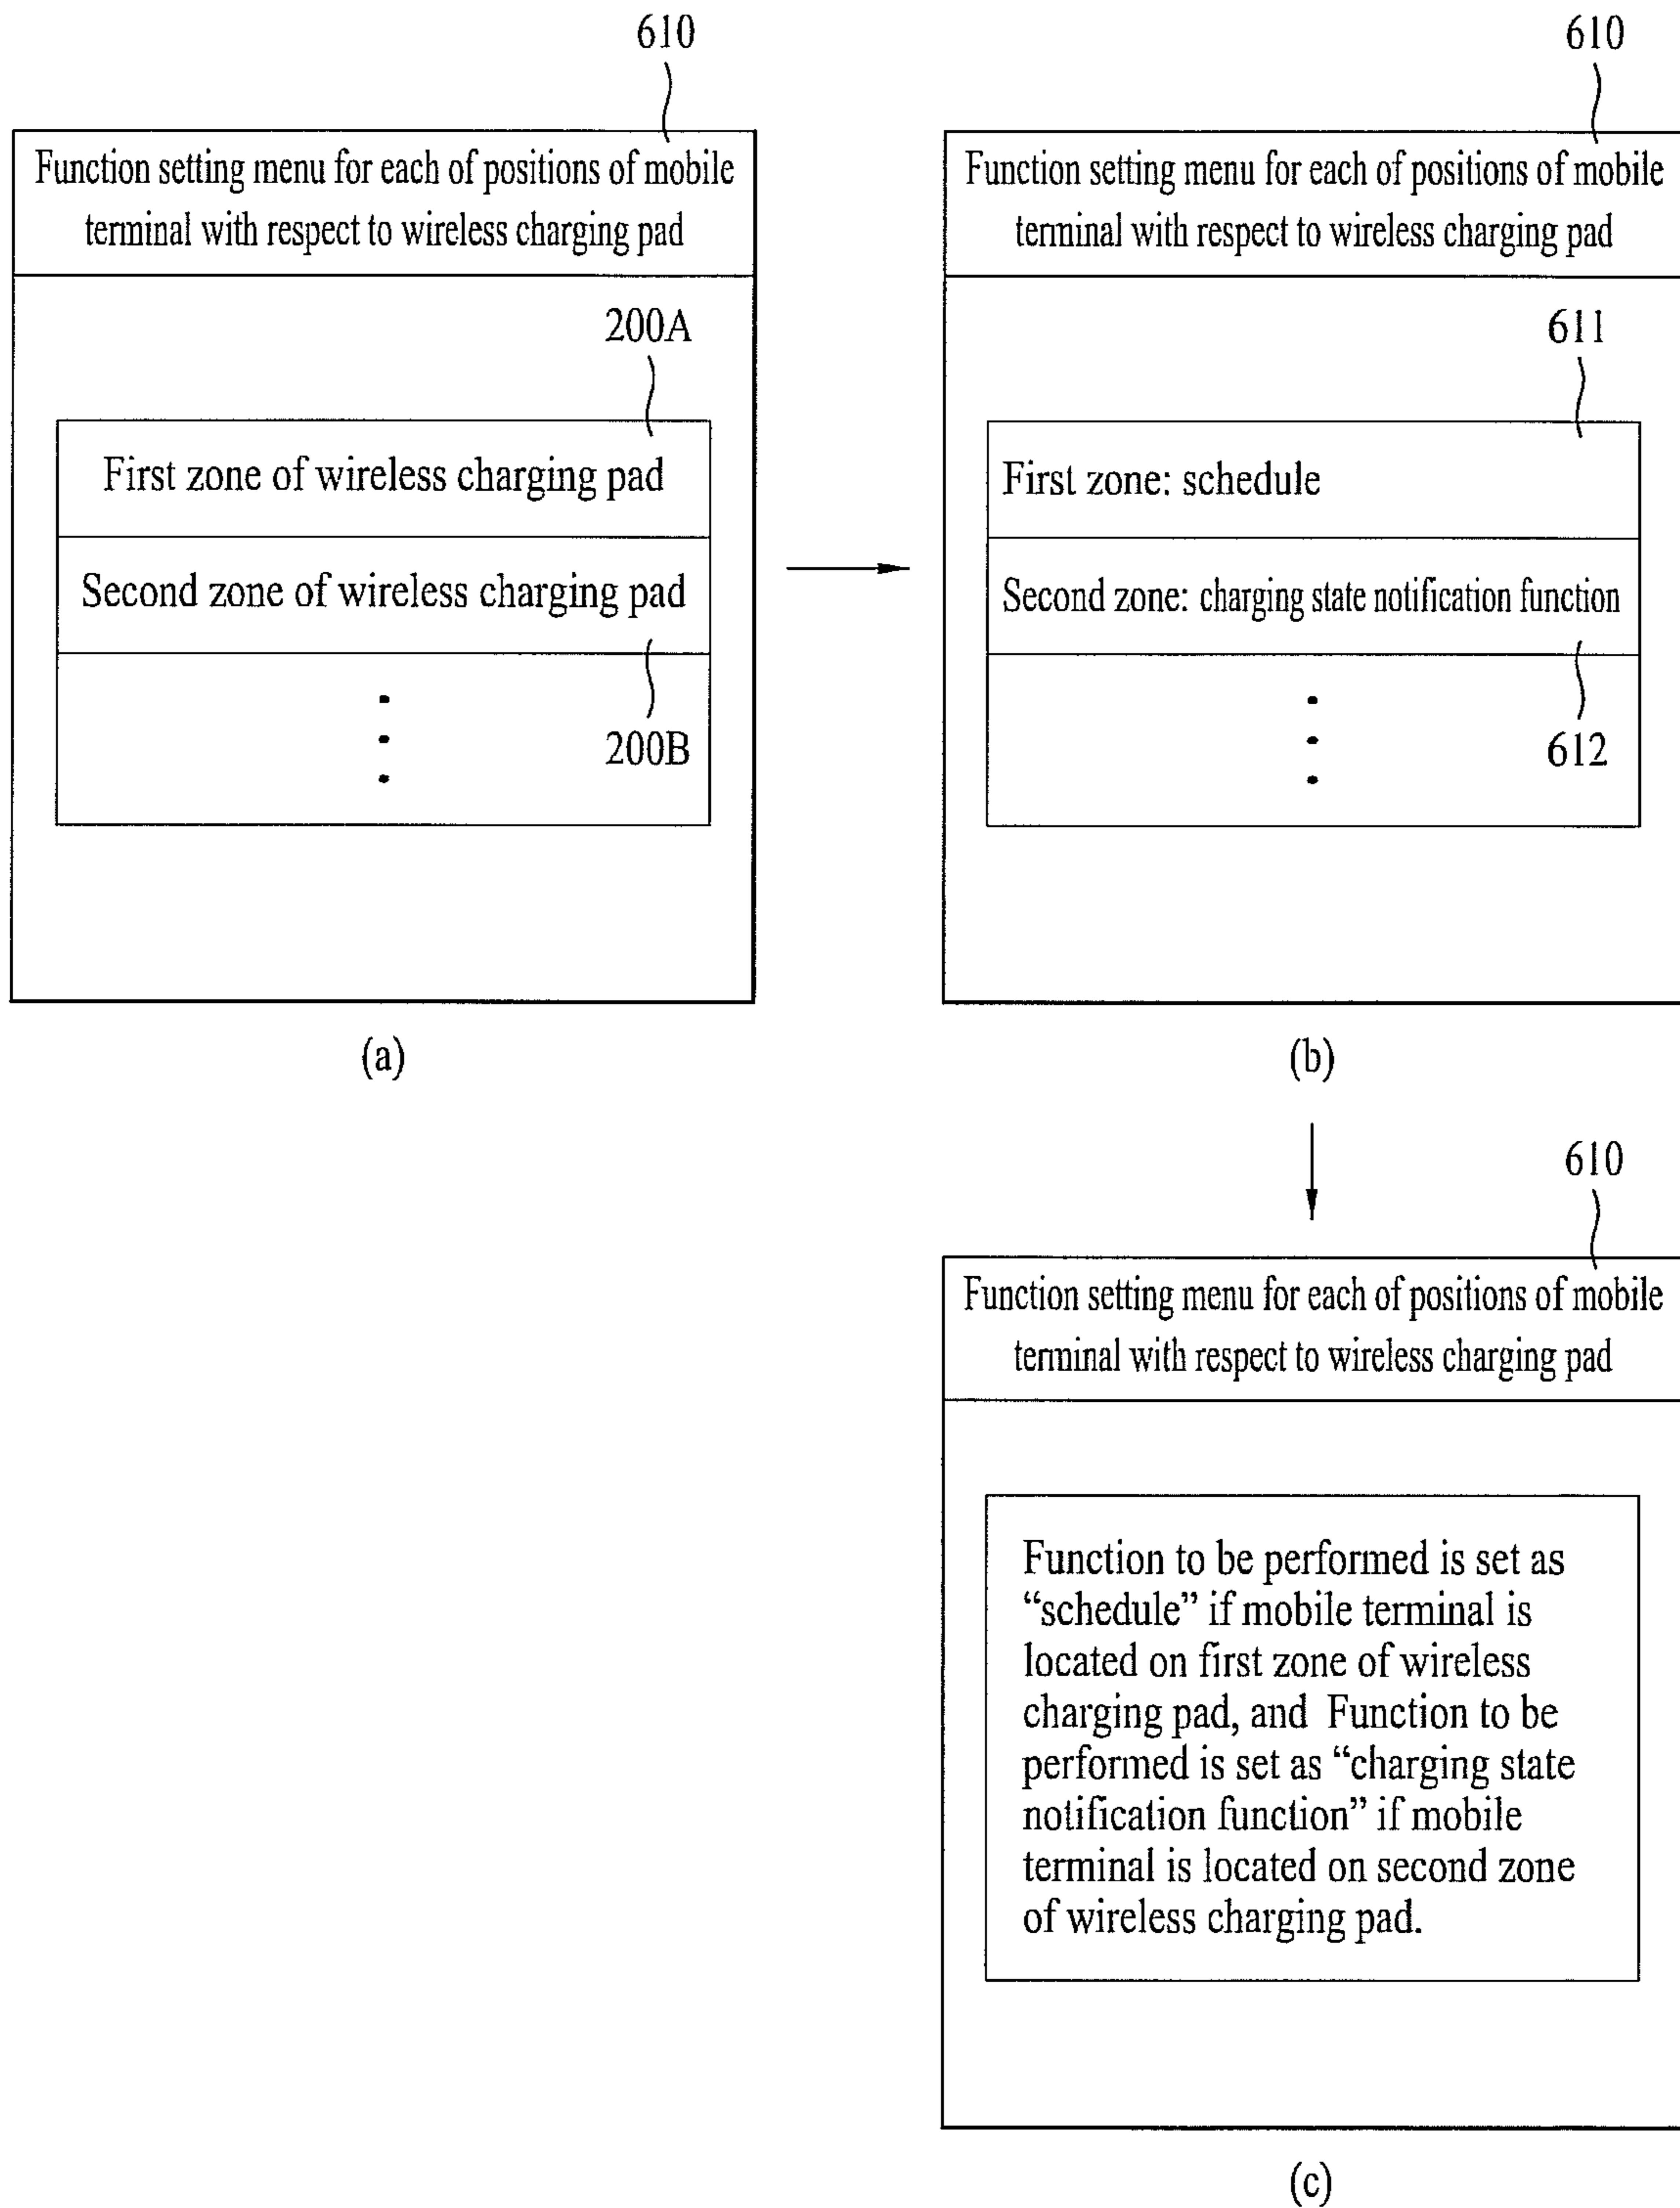 610
Function setting menu for each of positions of mobile
terminal with respect to wireless charging pad
200A
First zone of wireless charging pad
Second zone of wireless charging pad
200B
(a)
610
Function setting menu for each of positions of mobile
terminal with respect to wireless charging pad
611
First zone: schedule
Second zone: charging state notification function
612
(b)
610
Function setting menu for each of positions of mobile
terminal with respect to wireless charging pad
Function to be performed is set as
“schedule” if mobile terminal is
located on first zone of wireless
charging pad, and Function to be
performed is set as “charging state
notification function” if mobile
terminal is located on second zone
of wireless charging pad.
(c)